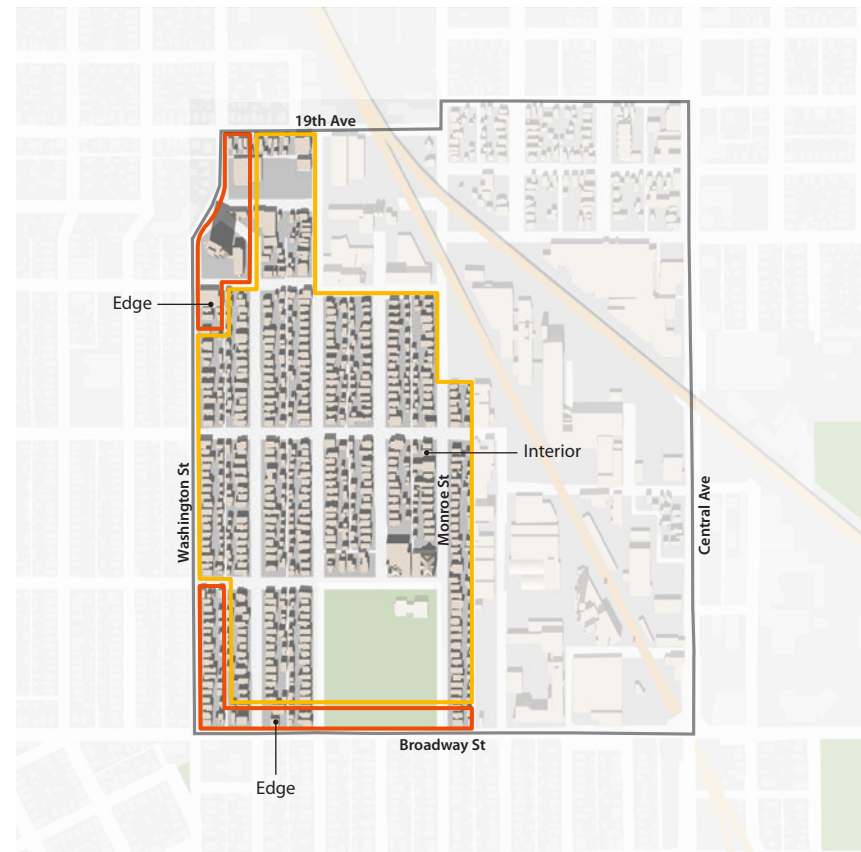 19th Ave
Edge
Interior
Washington St
Monroe St
Central Ave
Broadway St
Edge